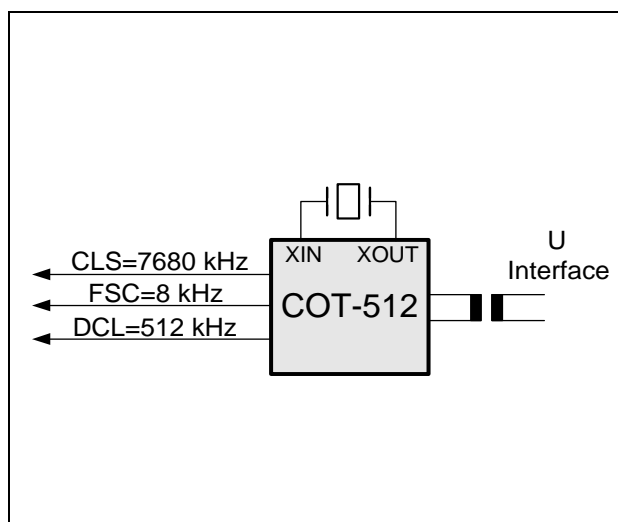 XIN XOUT
U
Interface
CLS=7680 kHz
FSC=8 kHz
COT-512
DCL=512 kHz